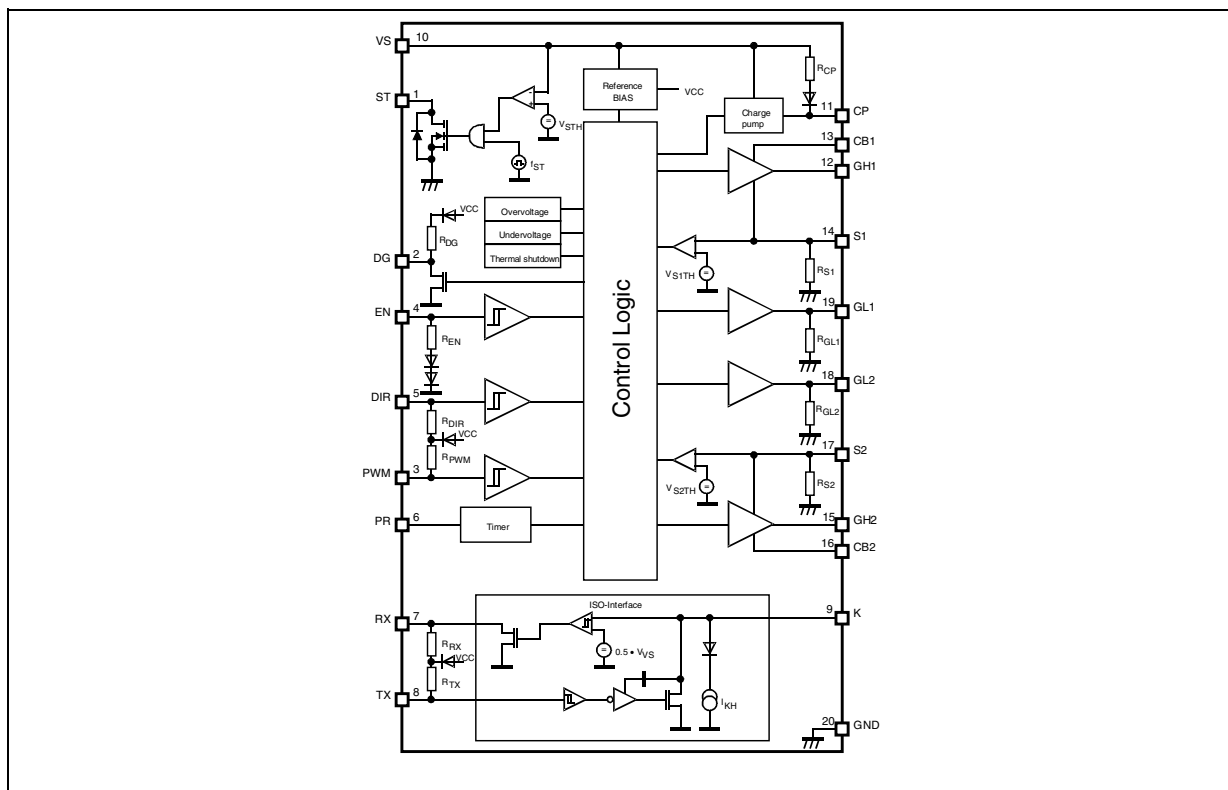 VS 10
ST 1
R_CP
Reference
BIAS
VCC
Charge
pump
11 CP
-
+
=
V_STH
13 CB1
12 GH1
f_ST
VCC
Overvoltage
R_DG
Undervoltage
Thermal shutdown
DG 2
14 S1
V_S1TH
=
R_S1
EN 4
19 GL1
R_EN
R_GL1
Control Logic
18 GL2
DIR 5
R_DIR
VCC
R_GL2
R_PWM
17 S2
PWM 3
V_S2TH
=
R_S2
PR 6
Timer
15 GH2
16 CB2
ISO-Interface
RX 7
9 K
R_RX
VCC
=
0.5 • V_VS
R_TX
TX 8
I_KH
20 GND